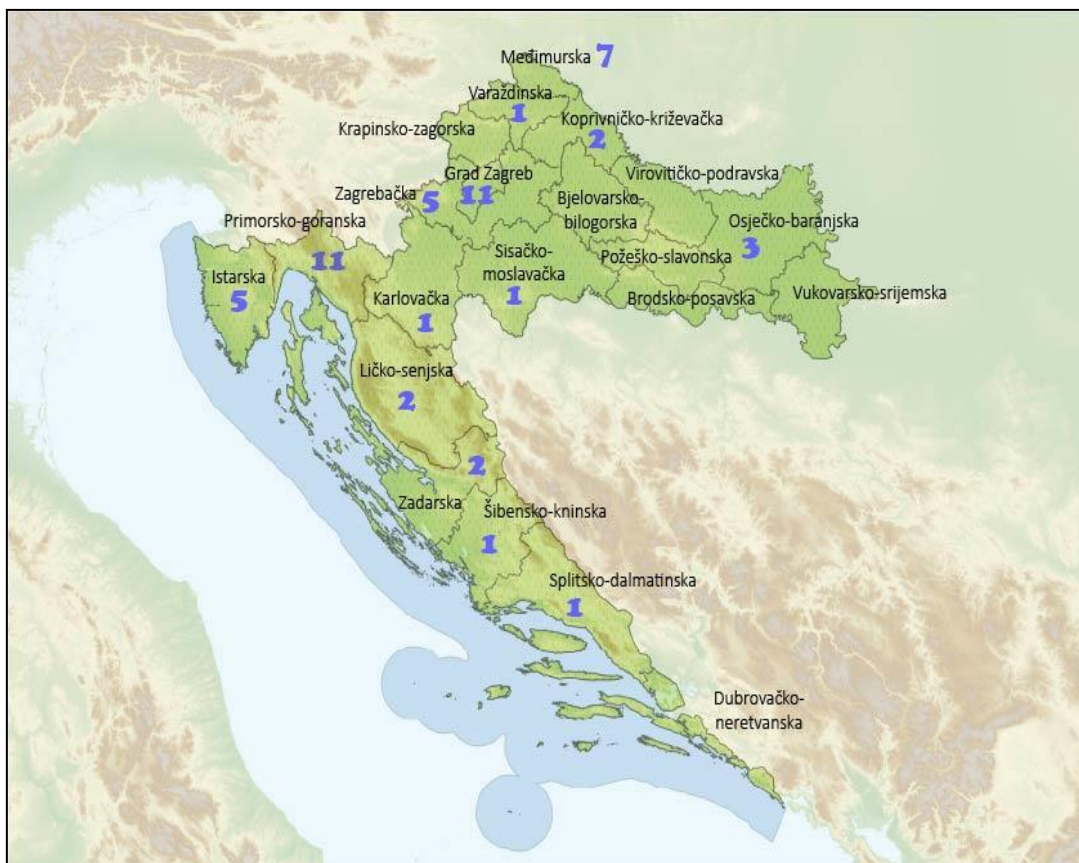 Međimurska 7
Varaždinska
1
Koprivničko-križevačka
2
Krapinsko-zagorska
Grad Zagreb
11
Virovitičko-podravska
Zagrebačka
5
Bjelovarsko-
bilogorska
Primorsko-goranska
11
Osječko-baranjska
3
Sisačko-
moslavačka
1
Požeško-slavonska
Istarska
5
Karlovačka
1
Brodsko-posavska
Vukovarsko-srijemska
Ličko-senjska
2
2
Zadarska
Šibensko-kninska
1
Splitsko-dalmatinska
1
Dubrovačko-
neretvanska